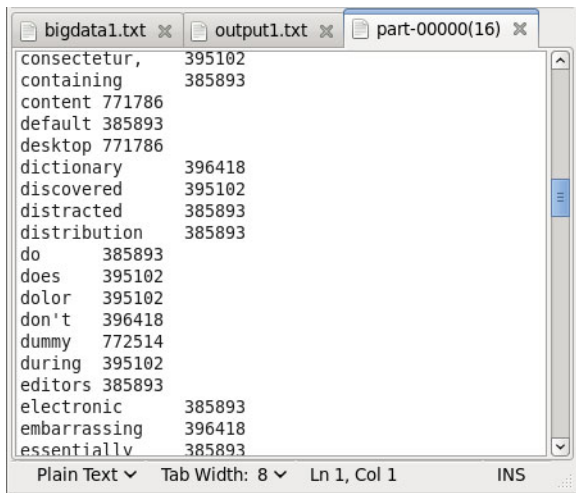 bigdata1.txt output1.txt part-00000(16)
consectetur, 395102
containing 385893
content 771786
default 385893
desktop 771786
dictionary 396418
discovered 395102
distracted 385893
distribution 385893
do 385893
does 395102
dolor 395102
don't 396418
dummy 772514
during 395102
editors 385893
electronic 385893
embarrassing 396418
essentially 385893
Plain Text Tab Width: 8 Ln 1, Col 1 INS